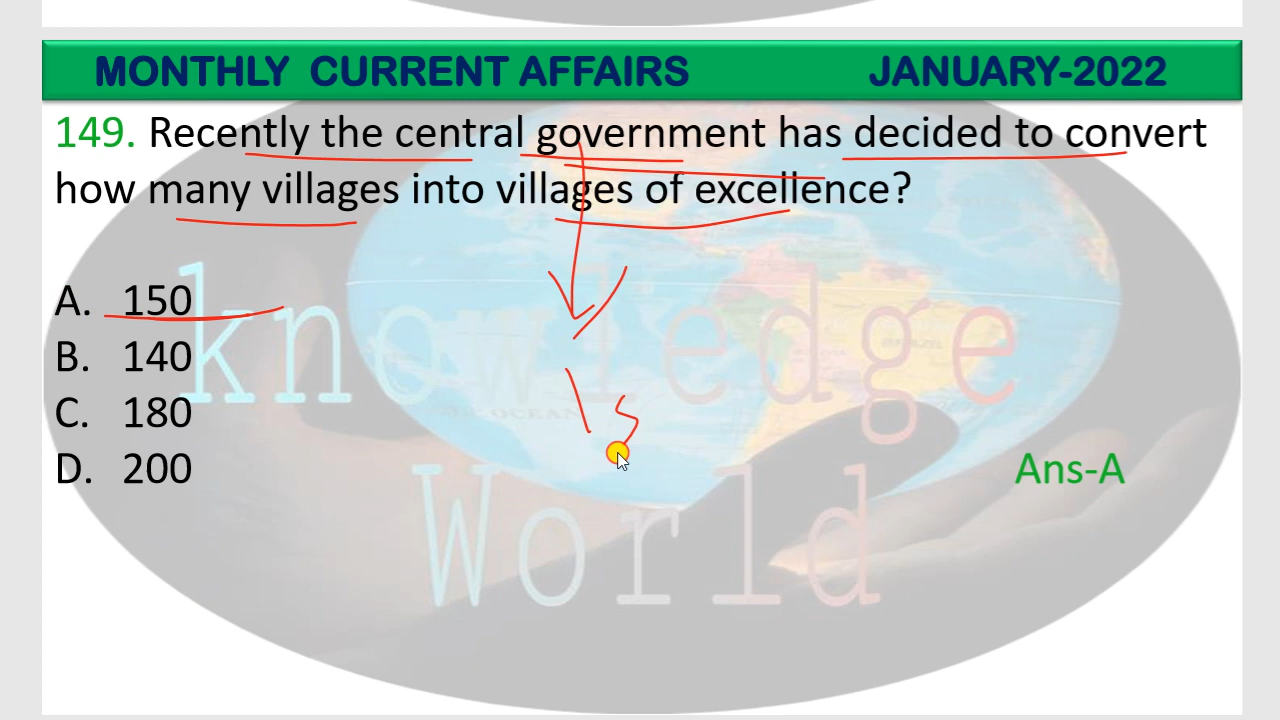 MONTHLY CURRENT AFFAIRS JANUARY-2022
149. Recently the central government has decided to convert
how many villages into villages of excellence?
A. 150
B. 140
C. 180
D. 200
Ans-A
knowledge
World
15